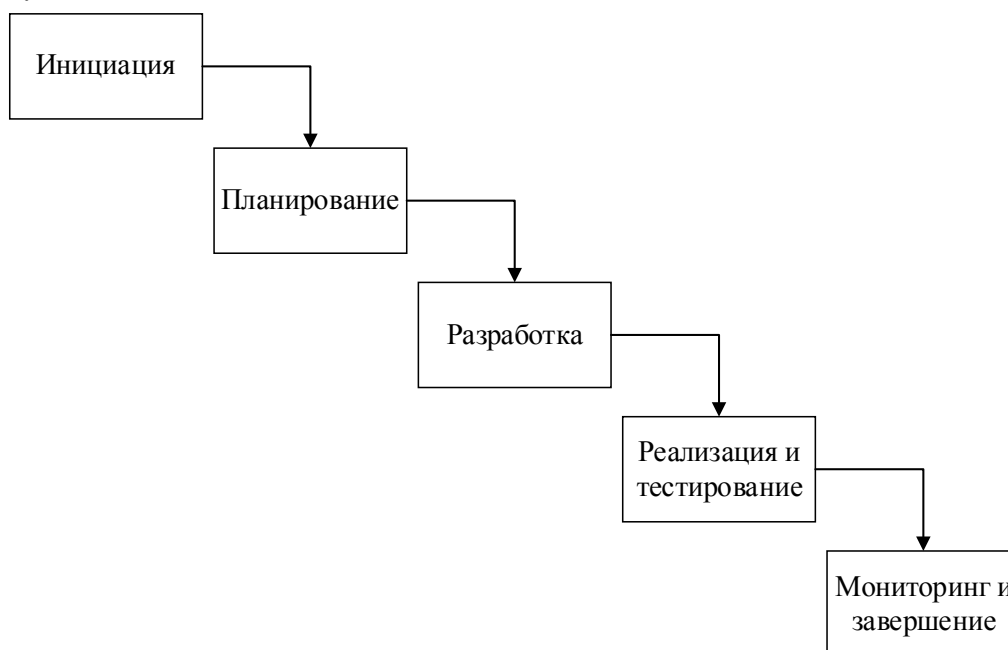 Инициация
Планирование
Разработка
Реализация и
тестирование
Мониторинг и
завершение